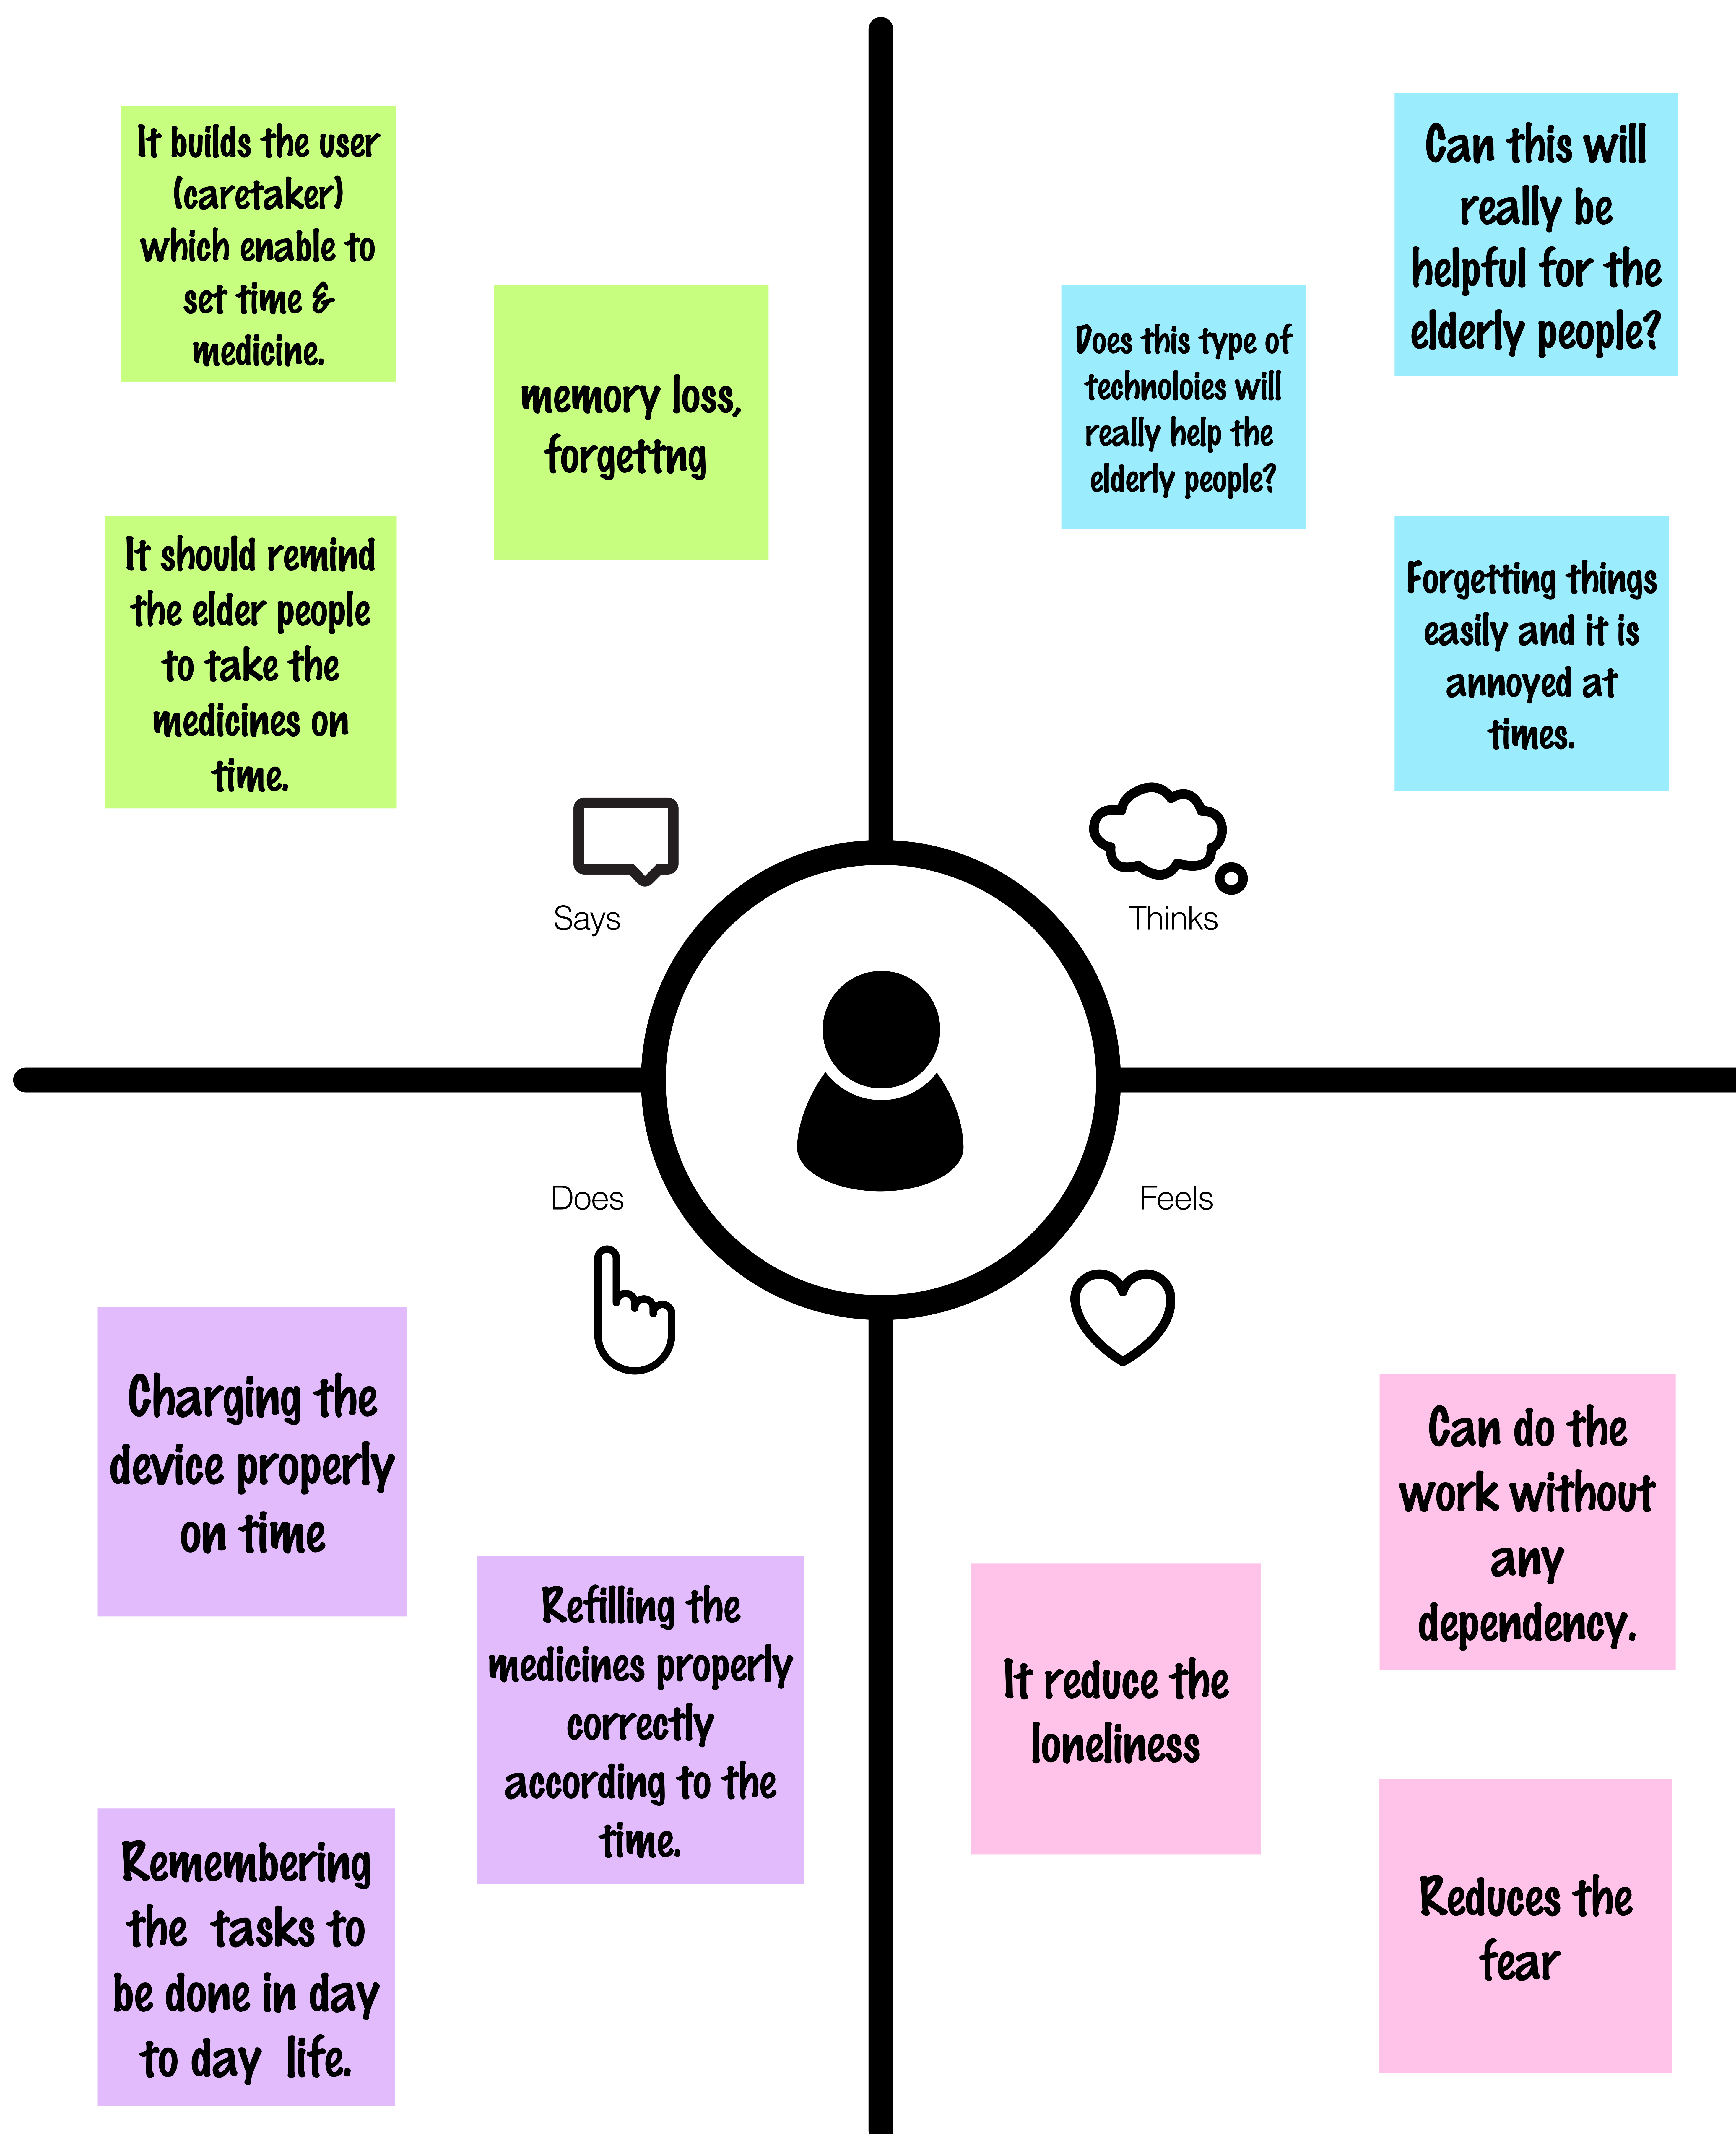 It builds the user
(caretaker)
which enable to
set time &
medicine.
memory loss,
forgettng
It should remind
the elder people
to take the
medicines on
time.
Says
Can this will
really be
helpful for the
elderly people?
Does this type of
technoloies will
really help the
elderly people?
Forgetting things
easily and it is
annoyed at
times.
Thinks
Does
Charging the
device properly
on time
Refilling the
medicines properly
correctly
according to the
time.
Remembering
the tasks to
be done in day
to day life.
Feels
Can do the
work without
any
dependency.
It reduce the
loneliness
Reduces the
fear